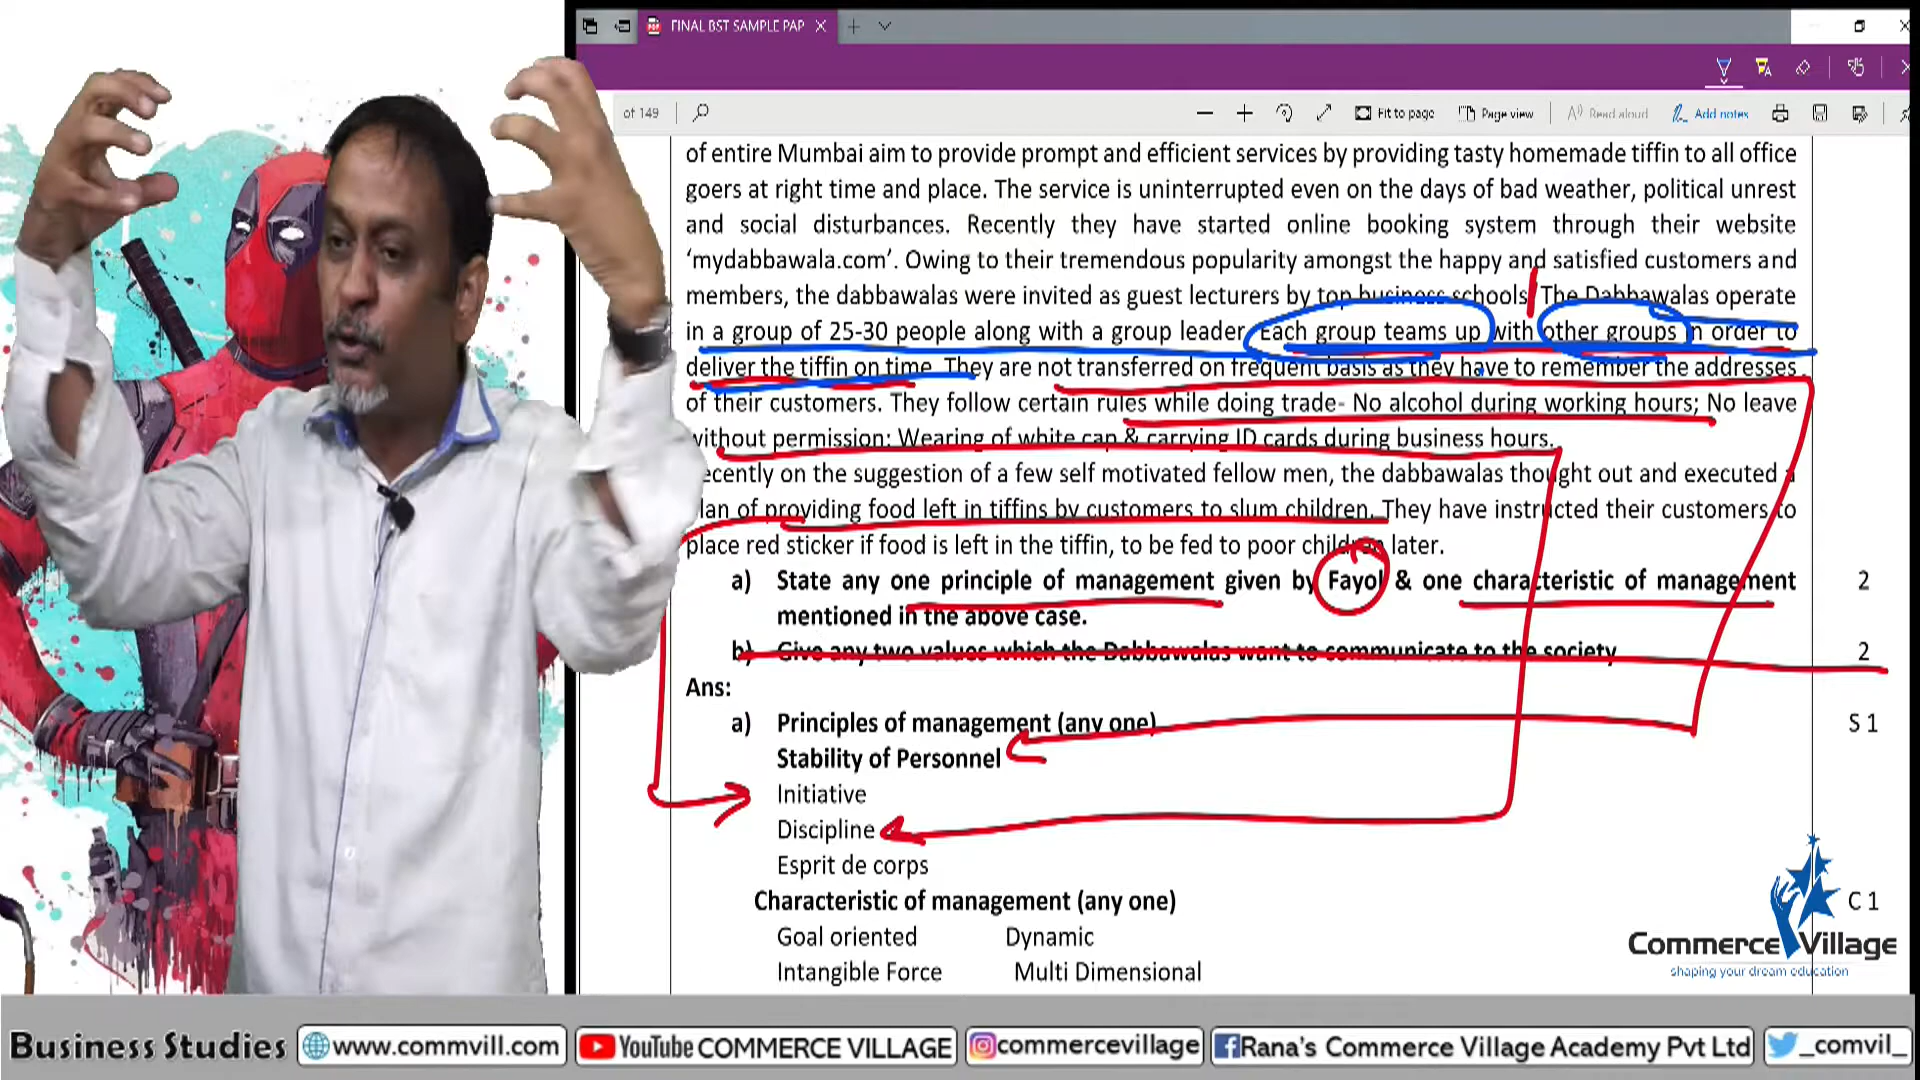 FINAL BST SAMPLE PAP
of 149
Fit to page
Page view
Read aloud
Add notes
of entire Mumbai aim to provide prompt and efficient services by providing tasty homemade tiffin to all office
goers at right time and place. The service is uninterrupted even on the days of bad weather, political unrest
and social disturbances. Recently they have started online booking system through their website
‘mydabbawala.com’. Owing to their tremendous popularity amongst the happy and satisfied customers and
members, the dabbawalas were invited as guest lecturers by top business schools. The Dabbawalas operate
in a group of 25-30 people along with a group leader. Each group teams up with other groups in order to
deliver the tiffin on time. They are not transferred on frequent basis as they have to remember the addresses
of their customers. They follow certain rules while doing trade- No alcohol during working hours; No leave
without permission; Wearing of white cap & carrying ID cards during business hours.
ecently on the suggestion of a few self motivated fellow men, the dabbawalas thought out and executed a
lan of providing food left in tiffins by customers to slum children. They have instructed their customers to
place red sticker if food is left in the tiffin, to be fed to poor children later.
a) State any one principle of management given by Fayol & one characteristic of management 2
mentioned in the above case.
b) Give any two values which the Dabbawalas want to communicate to the society 2
Ans:
a) Principles of management (any one) S 1
Stability of Personnel
Initiative
Discipline
Esprit de corps
Characteristic of management (any one) C 1
Goal oriented Dynamic
Intangible Force Multi Dimensional
Commerce Village
shaping your dream education
Business Studies www.commvill.com YouTube COMMERCE VILLAGE commercevillage Rana's Commerce Village Academy Pvt Ltd _comvil_